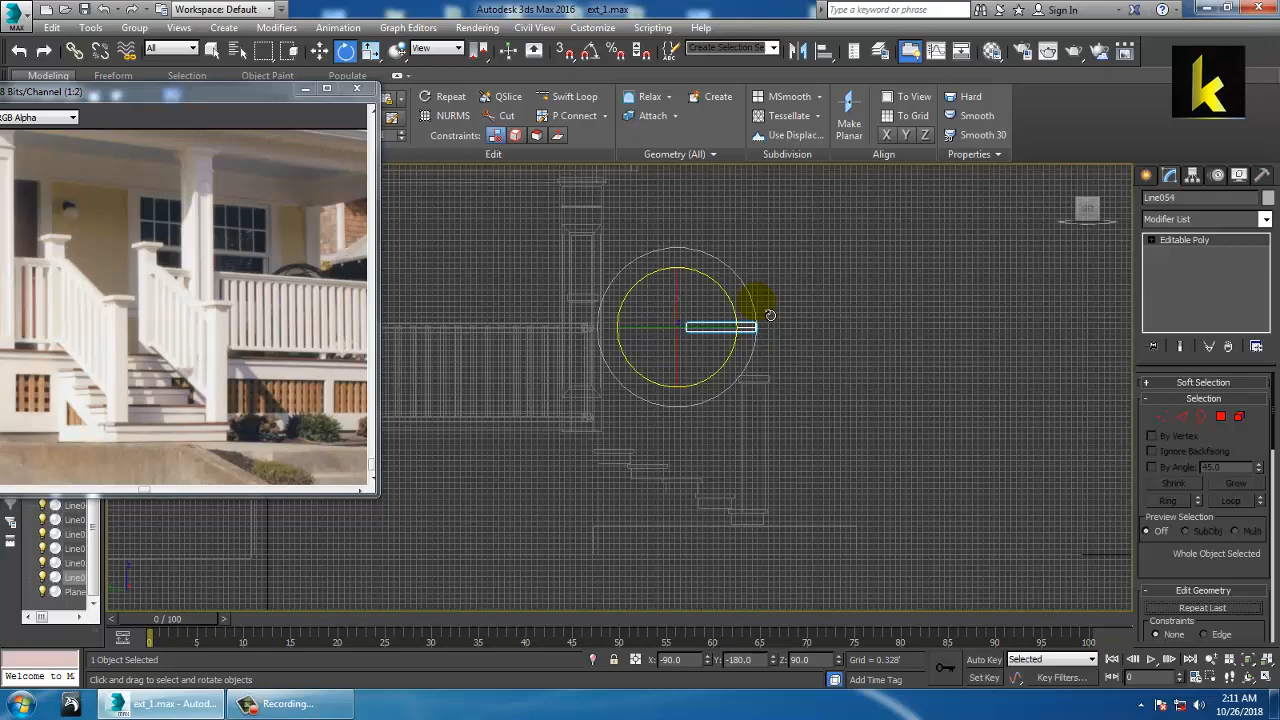 MAX
Workspace: Default
Autodesk 3ds Max 2016 ext_1.max
Type a keyword or phrase
Sign In
Edit Tools Group Views Create Modifiers Animation Graph Editors Rendering Civil View Customize Scripting Help
All
View
Create Selection Se
Modeling Freeform Selection Object Paint Populate
8 Bits/Channel (1:2)
RGB Alpha
Repeat QSlice Swift Loop
NURMS Cut P Connect
Constraints:
Edit
Relax Create
Attach
Geometry (All)
MSmooth
Tessellate
Use Displac...
Subdivision
Make Planar
To View
To Grid
X Y Z
Align
Hard
Smooth
Smooth 30
Properties
k
Line054
Modifier List
Editable Poly
Soft Selection
Selection
By Vertex
Ignore Backfacing
By Angle: 45.0
Shrink Grow
Ring Loop
Preview Selection
Off SubObj Multi
Whole Object Selected
Edit Geometry
Repeat Last
Constraints
None Edge
Line0
Line0
Line0
Line0
Line0
Line0
Plane
0 / 100
0 5 10 15 20 25 30 35 40 45 50 55 60 65 70 75 80 85 90 95 100
1 Object Selected
X: -90.0 Y: -180.0 Z: 90.0 Grid = 0.328'
Auto Key Selected
Welcome to M
Click and drag to select and rotate objects
Add Time Tag
Set Key Key Filters...
0
ext_1.max - Autod...
Recording...
2:11 AM
10/26/2018